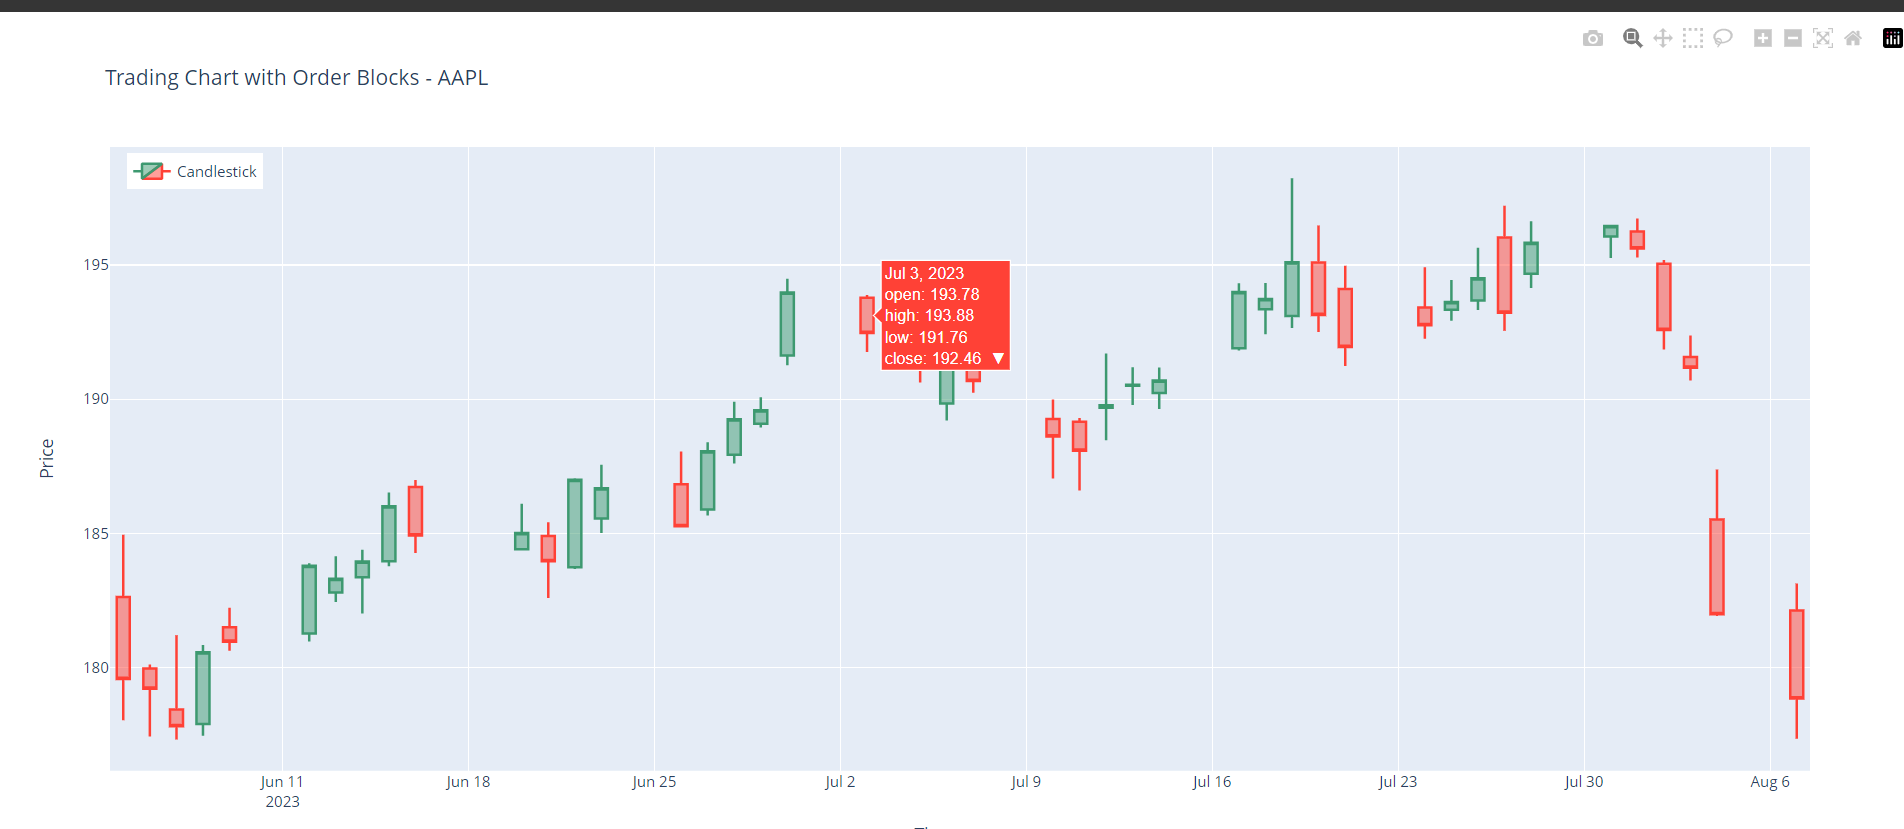 Trading Chart with Order Blocks - AAPL
Candlestick
195
190
185
180
Price
Jul 3, 2023
open: 193.78
high: 193.88
low: 191.76
close: 192.46 ▼
Jun 11
2023
Jun 18
Jun 25
Jul 2
Jul 9
Jul 16
Jul 23
Jul 30
Aug 6